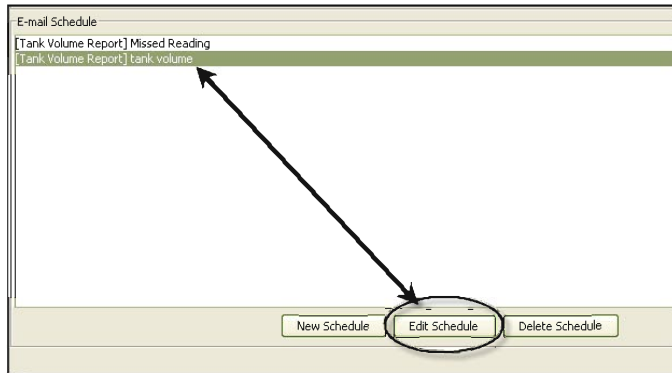 E-mail Schedule
[Tank Volume Report] Missed Reading
[Tank Volume Report] tank volume
New Schedule Edit Schedule Delete Schedule